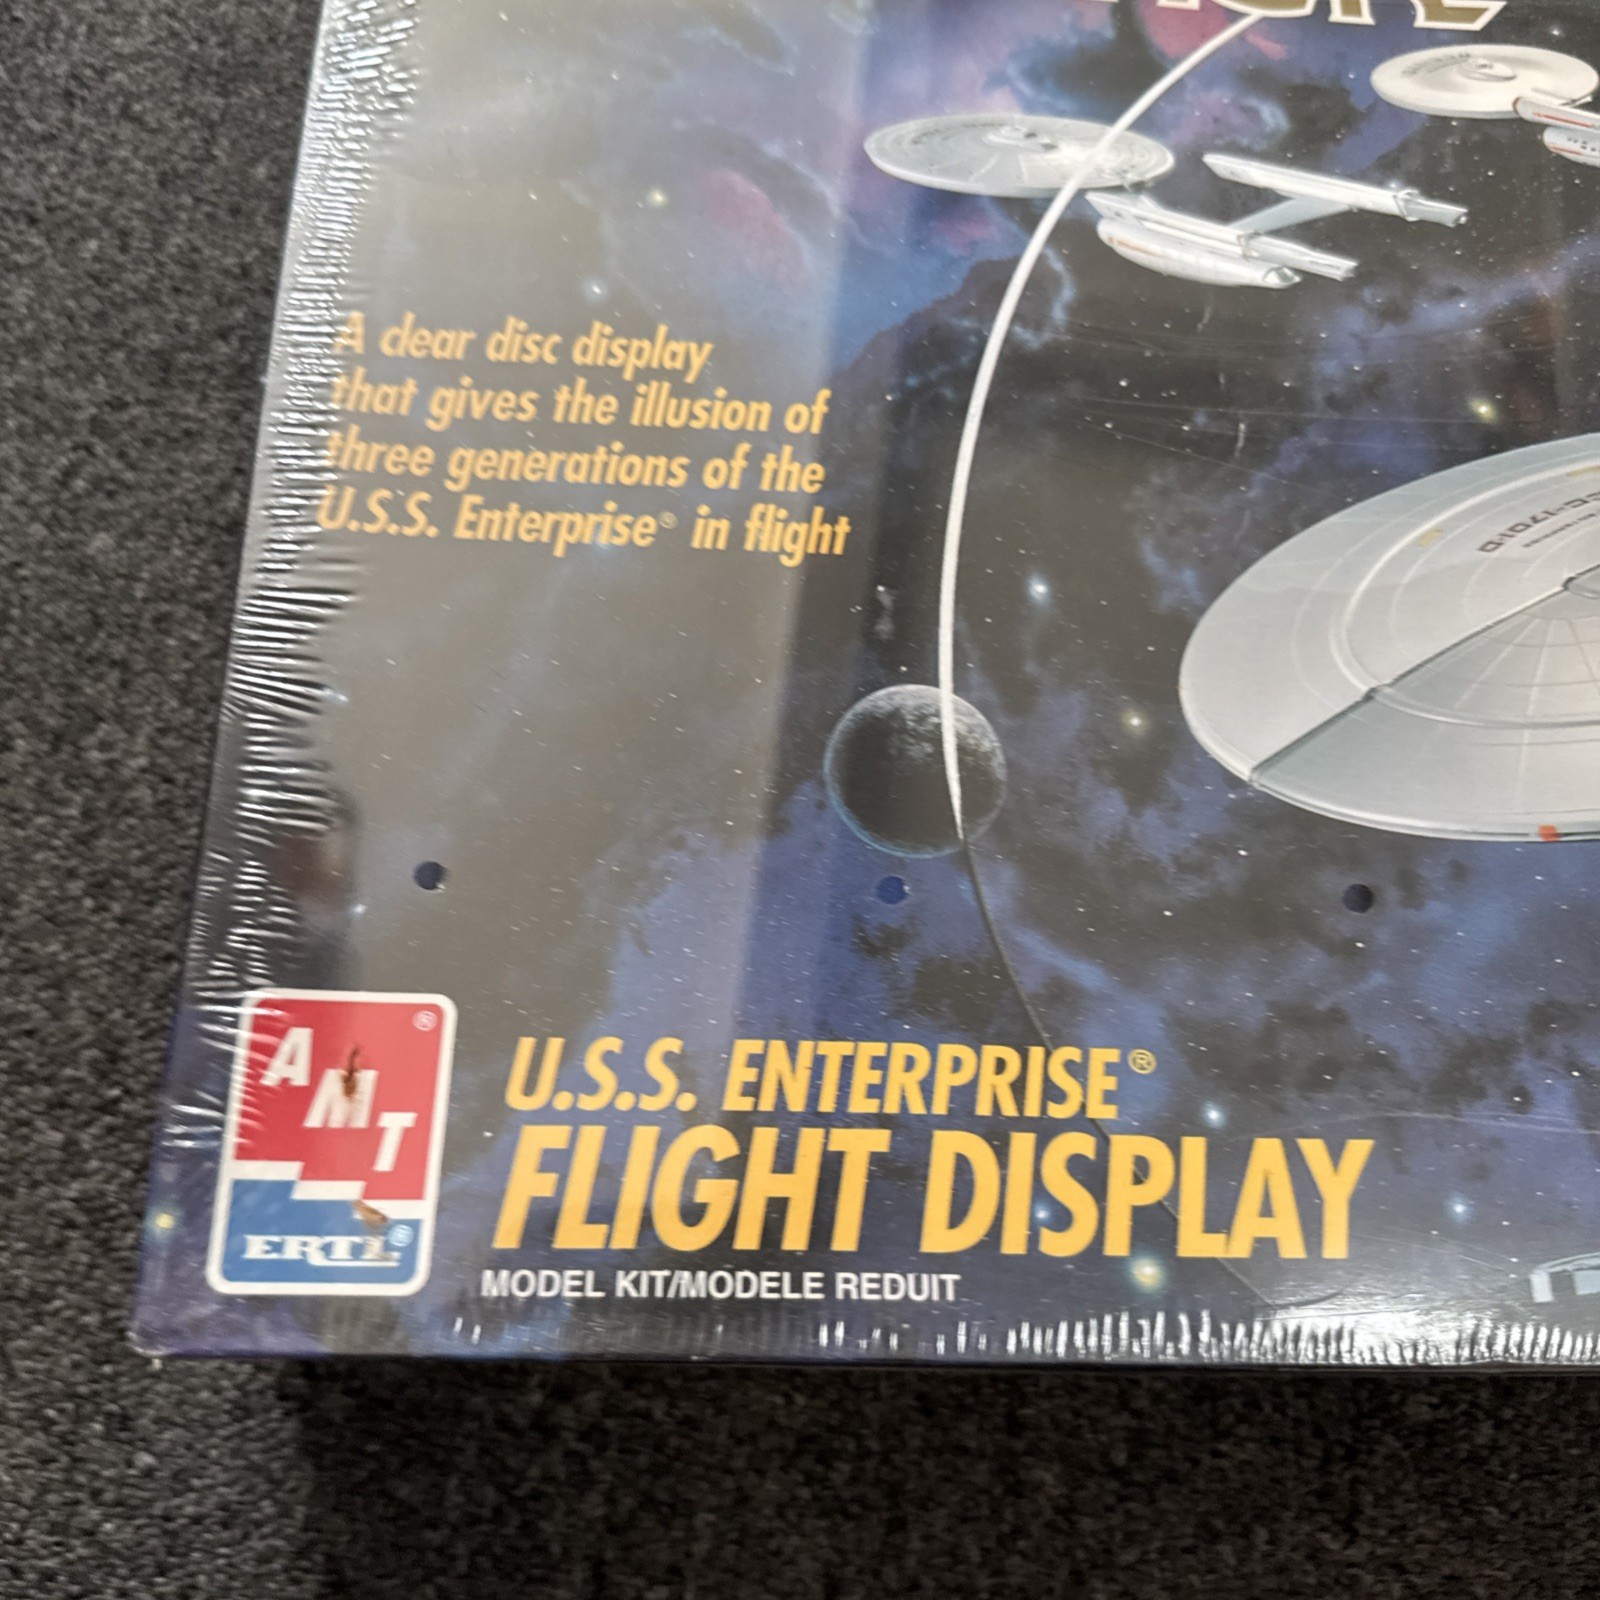 A clear disc display
that gives the illusion of
three generations of the
U.S.S. Enterprise® in flight
AMT®
ERTL®
U.S.S. ENTERPRISE®
FLIGHT DISPLAY
MODEL KIT/MODELE REDUIT